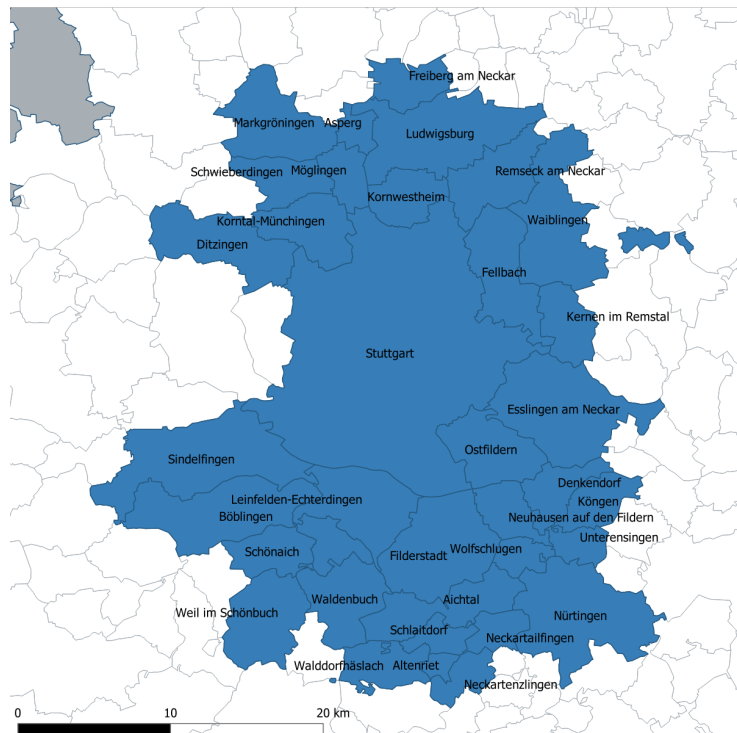 Freiberg am Neckar
Markgröningen
Asperg
Ludwigsburg
Schwieberdingen
Möglingen
Remseck am Neckar
Kornwestheim
Korntal-Münchingen
Waiblingen
Ditzingen
Fellbach
Kernen im Remstal
Stuttgart
Esslingen am Neckar
Ostfildern
Sindelfingen
Denkendorf
Leinfelden-Echterdingen
Köngen
Böblingen
Neuhausen auf den Fildern
Unterensingen
Schönaich
Filderstadt
Wolfschlugen
Waldenbuch
Aichtal
Weil im Schönbuch
Nürtingen
Schlaitdorf
Neckartailfingen
Walddorfhäslach
Altenriet
Neckartenzlingen
0 10 20 km